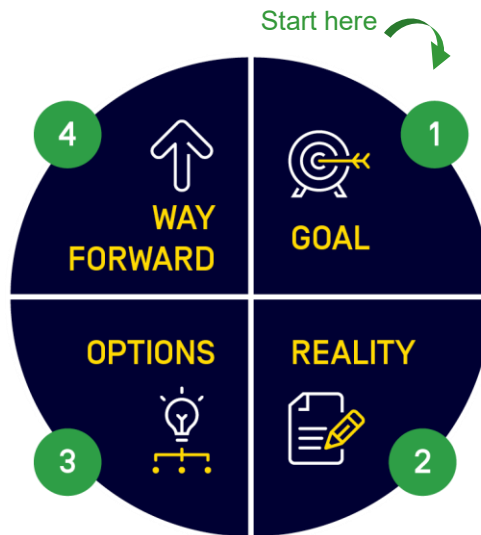 Start here
1
GOAL
2
REALITY
3
OPTIONS
4
WAY
FORWARD